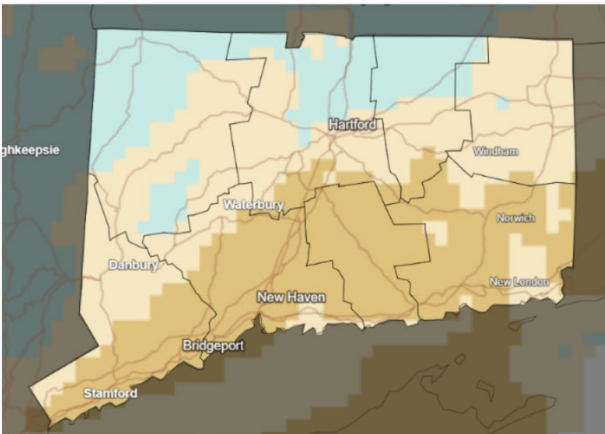 Hartford
ghkeepsie
Windham
Waterbury
Norwich
Danbury
New London
New Haven
Bridgeport
Stamford